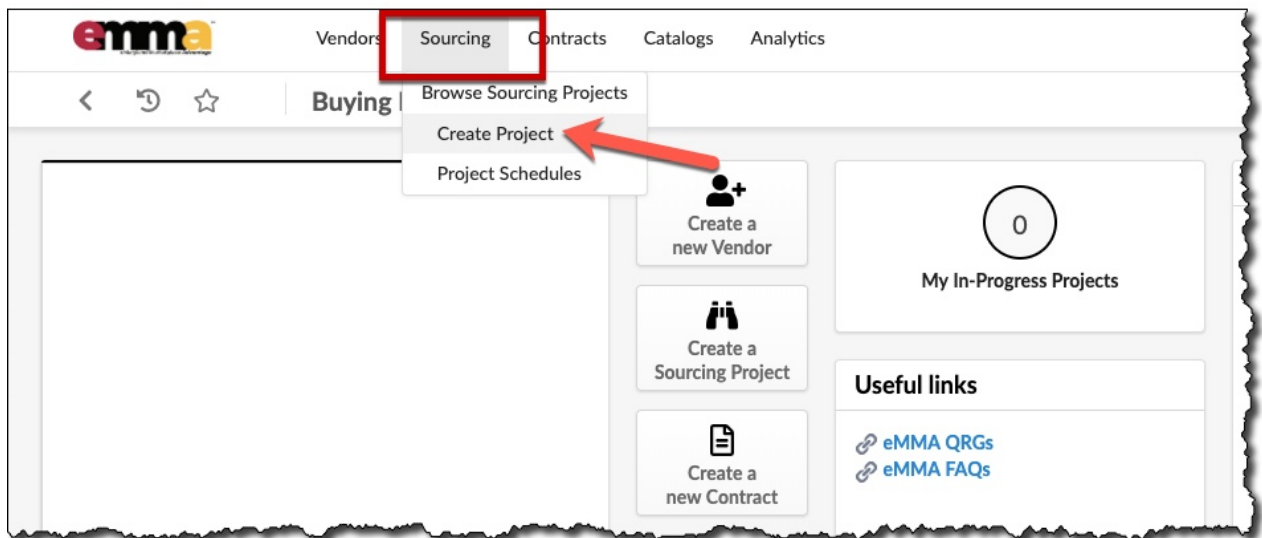 emma
Vendors Sourcing Contracts Catalogs Analytics
Buying
Browse Sourcing Projects
Create Project
Project Schedules
Create a
new Vendor
0
My In-Progress Projects
Create a
Sourcing Project
Useful links
eMMA QRGs
eMMA FAQs
Create a
new Contract